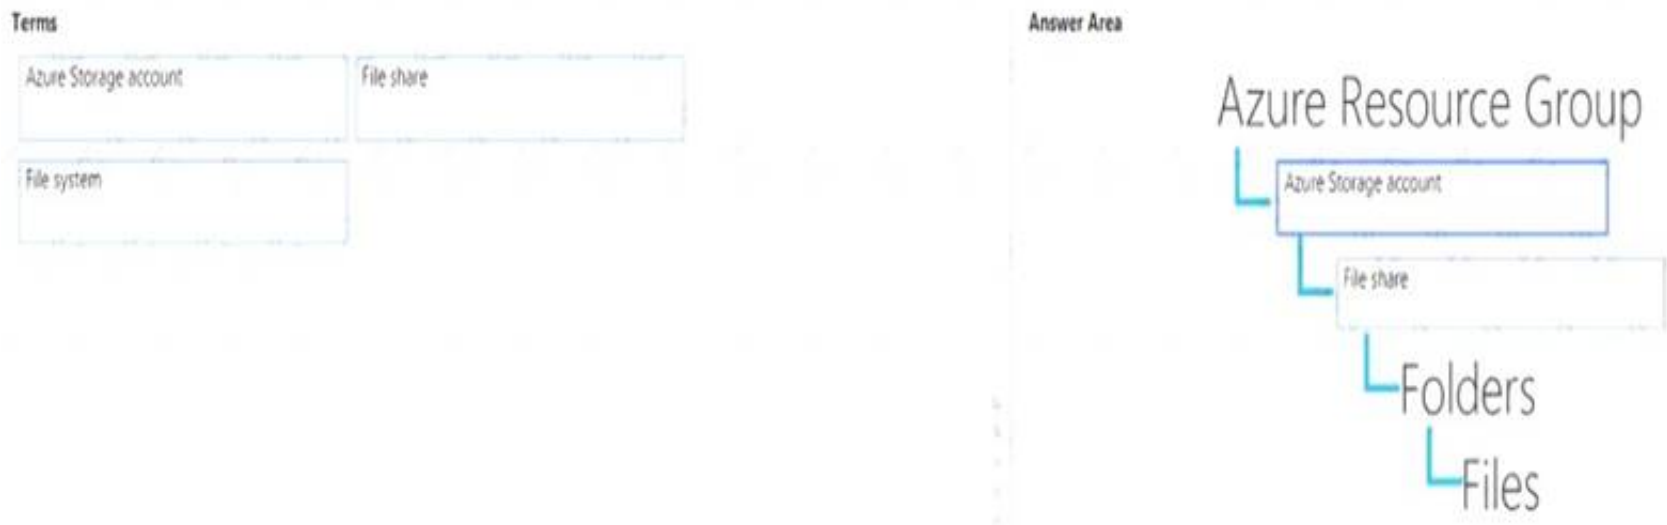 Terms
Azure Storage account
File share
File system
Answer Area
Azure Resource Group
Azure Storage account
File share
Folders
Files